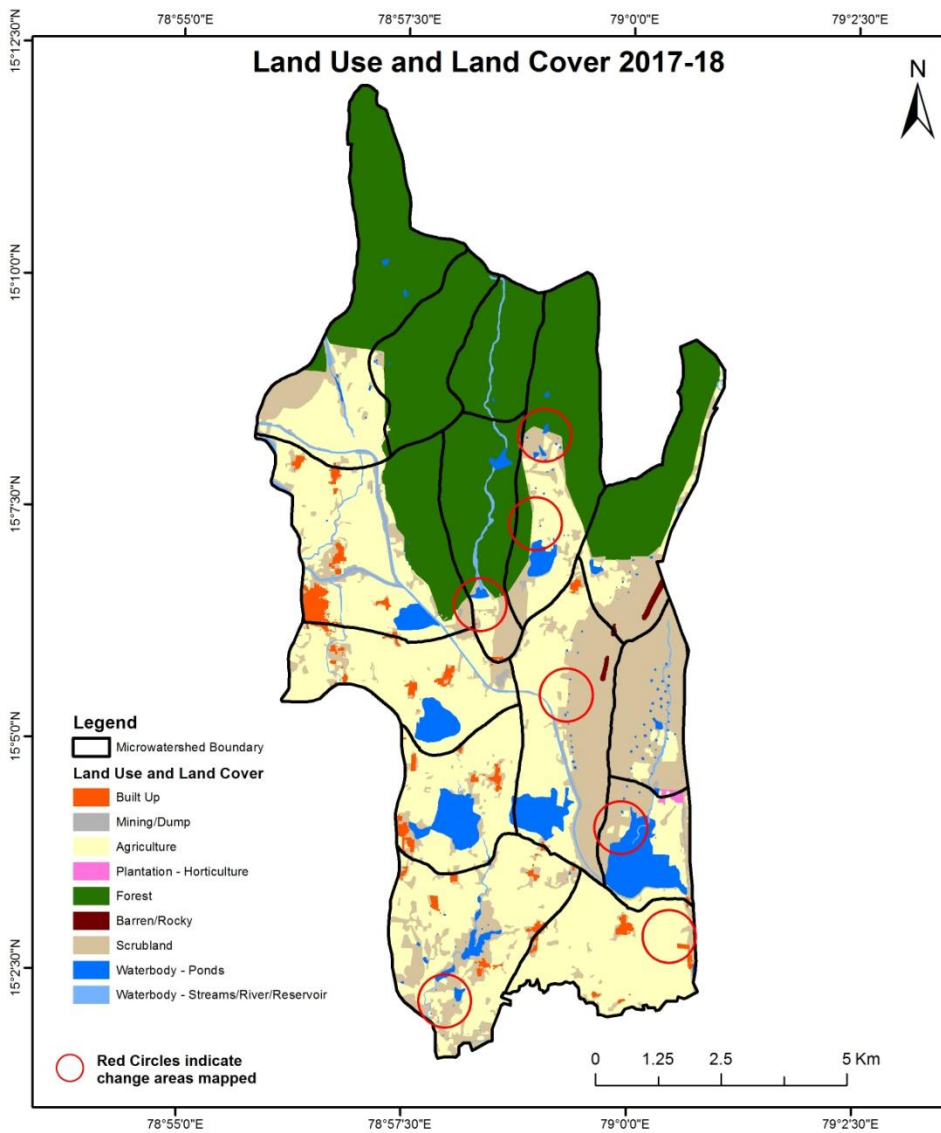 78°55'0"E 78°57'30"E 79°0'0"E 79°2'30"E
15°12'30"N
Land Use and Land Cover 2017-18
N
15°10'0"N
15°7'30"N
15°5'0"N
Legend
Microwatershed Boundary
Land Use and Land Cover
Built Up
Mining/Dump
Agriculture
Plantation - Horticulture
Forest
Barren/Rocky
Scrubland
Waterbody - Ponds
Waterbody - Streams/River/Reservoir
15°2'30"N
Red Circles indicate
change areas mapped
0 1.25 2.5 5 Km
78°55'0"E 78°57'30"E 79°0'0"E 79°2'30"E